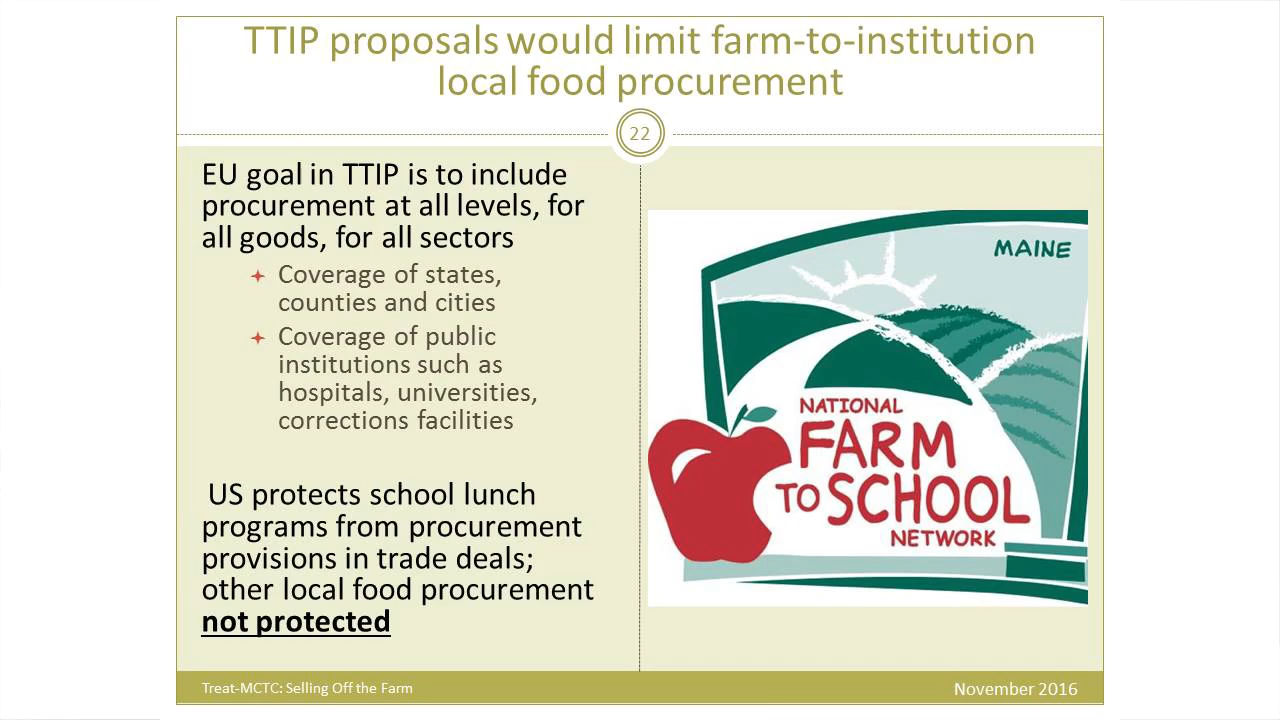 TTIP proposals would limit farm-to-institution
local food procurement
22
EU goal in TTIP is to include
procurement at all levels, for
all goods, for all sectors
Coverage of states,
counties and cities
Coverage of public
institutions such as
hospitals, universities,
corrections facilities
US protects school lunch
programs from procurement
provisions in trade deals;
other local food procurement
not protected
MAINE
NATIONAL
FARM
TO SCHOOL
NETWORK
Treat-MCTC: Selling Off the Farm
November 2016